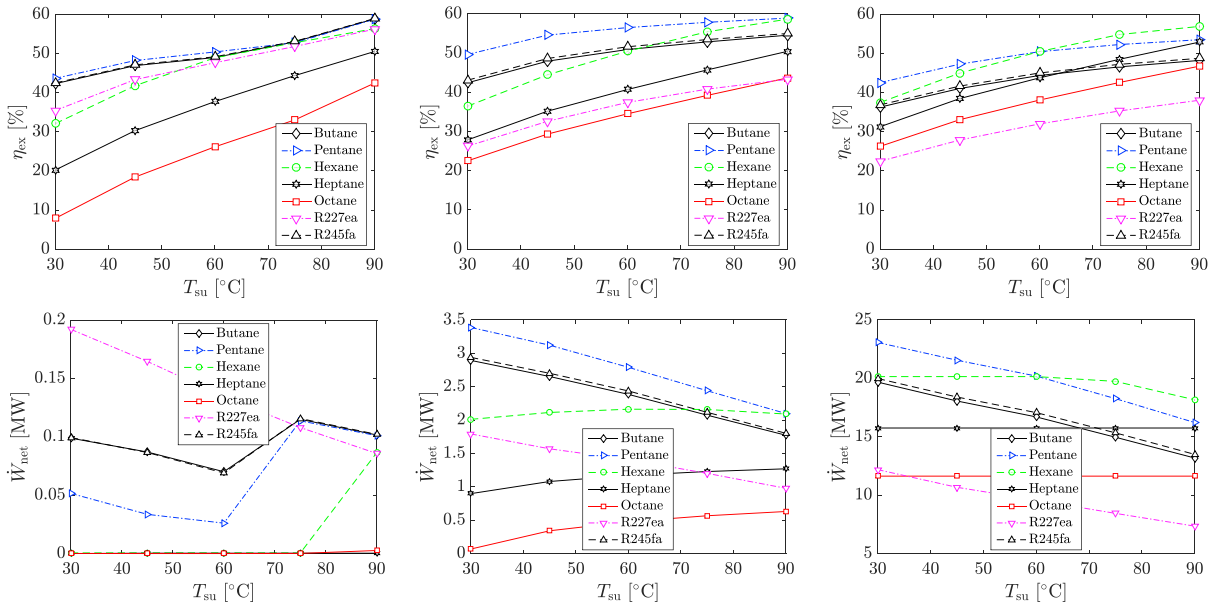 60
50
40
30
20
10
0
η_ex [%]
30 40 50 60 70 80 90
T_su [°C]
Butane
Pentane
Hexane
Heptane
Octane
R227ea
R245fa
60
50
40
30
20
10
0
η_ex [%]
30 40 50 60 70 80 90
T_su [°C]
Butane
Pentane
Hexane
Heptane
Octane
R227ea
R245fa
60
50
40
30
20
10
0
η_ex [%]
30 40 50 60 70 80 90
T_su [°C]
Butane
Pentane
Hexane
Heptane
Octane
R227ea
R245fa
0.2
0.15
0.1
0.05
0
Ẇ_net [MW]
30 40 50 60 70 80 90
T_su [°C]
Butane
Pentane
Hexane
Heptane
Octane
R227ea
R245fa
3.5
3
2.5
2
1.5
1
0.5
0
Ẇ_net [MW]
30 40 50 60 70 80 90
T_su [°C]
Butane
Pentane
Hexane
Heptane
Octane
R227ea
R245fa
25
20
15
10
5
Ẇ_net [MW]
30 40 50 60 70 80 90
T_su [°C]
Butane
Pentane
Hexane
Heptane
Octane
R227ea
R245fa